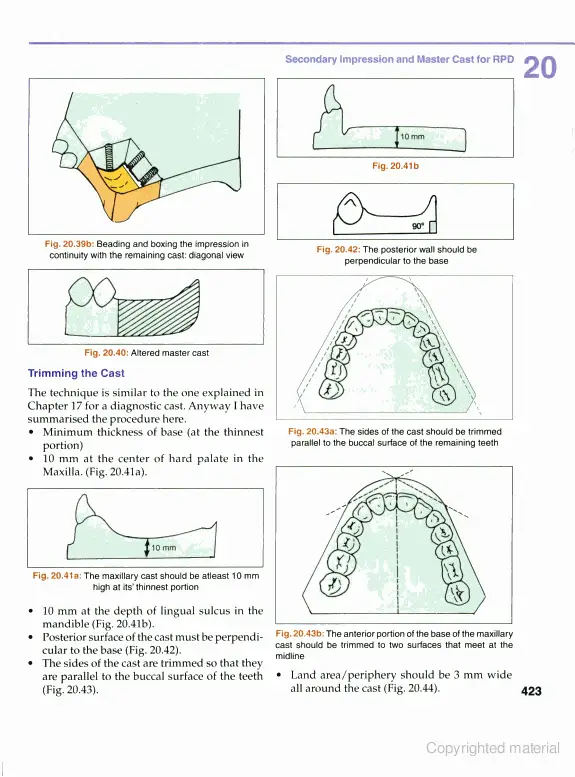 Secondary Impression and Master Cast for RPD
20
Fig. 20.39b: Beading and boxing the impression in
continuity with the remaining cast: diagonal view
Fig. 20.40: Altered master cast
Trimming the Cast
The technique is similar to the one explained in
Chapter 17 for a diagnostic cast. Anyway I have
summarised the procedure here.
• Minimum thickness of base (at the thinnest
portion)
• 10 mm at the center of hard palate in the
Maxilla. (Fig. 20.41a).
10 mm
Fig. 20.41a: The maxillary cast should be atleast 10 mm
high at its' thinnest portion
• 10 mm at the depth of lingual sulcus in the
mandible (Fig. 20.41b).
• Posterior surface of the cast must be perpendi-
cular to the base (Fig. 20.42).
• The sides of the cast are trimmed so that they
are parallel to the buccal surface of the teeth
(Fig. 20.43).
10 mm
Fig. 20.41b
90°
Fig. 20.42: The posterior wall should be
perpendicular to the base
Fig. 20.43a: The sides of the cast should be trimmed
parallel to the buccal surface of the remaining teeth
Fig. 20.43b: The anterior portion of the base of the maxillary
cast should be trimmed to two surfaces that meet at the
midline
• Land area/periphery should be 3 mm wide
all around the cast (Fig. 20.44).
423
Copyrighted material